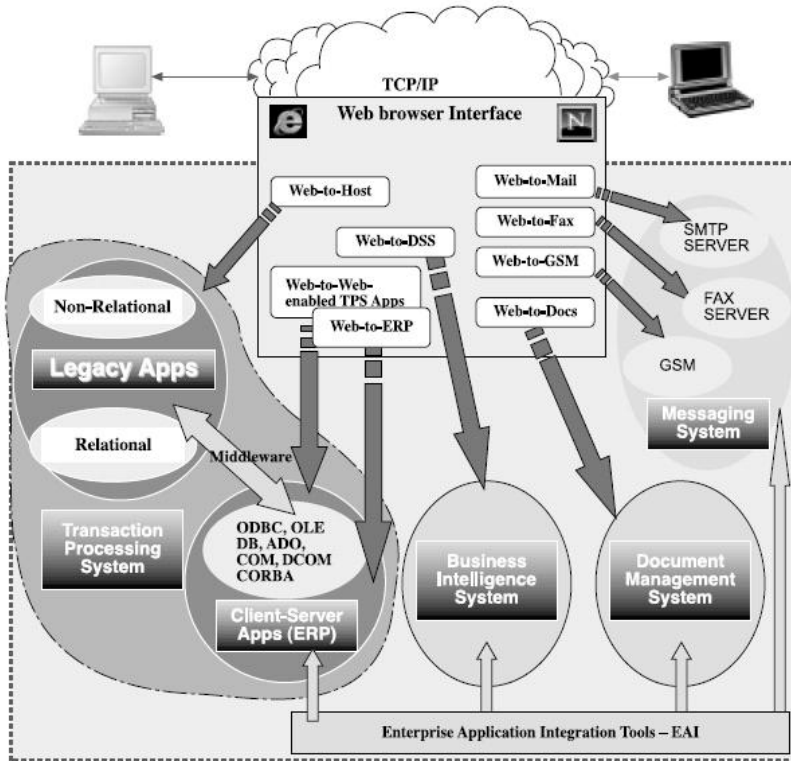 TCP/IP
Web browser Interface
N
Web-to-Host
Web-to-Mail
Web-to-Fax
Web-to-DSS
Web-to-GSM
Web-to-Web-
enabled TPS Apps
Web-to-ERP
Web-to-Docs
SMTP
SERVER
FAX
SERVER
GSM
Messaging
System
Non-Relational
Legacy Apps
Relational
Middleware
Transaction
Processing
System
ODBC, OLE
DB, ADO,
COM, DCOM
CORBA
Client-Server
Apps (ERP)
Business
Intelligence
System
Document
Management
System
Enterprise Application Integration Tools – EAI